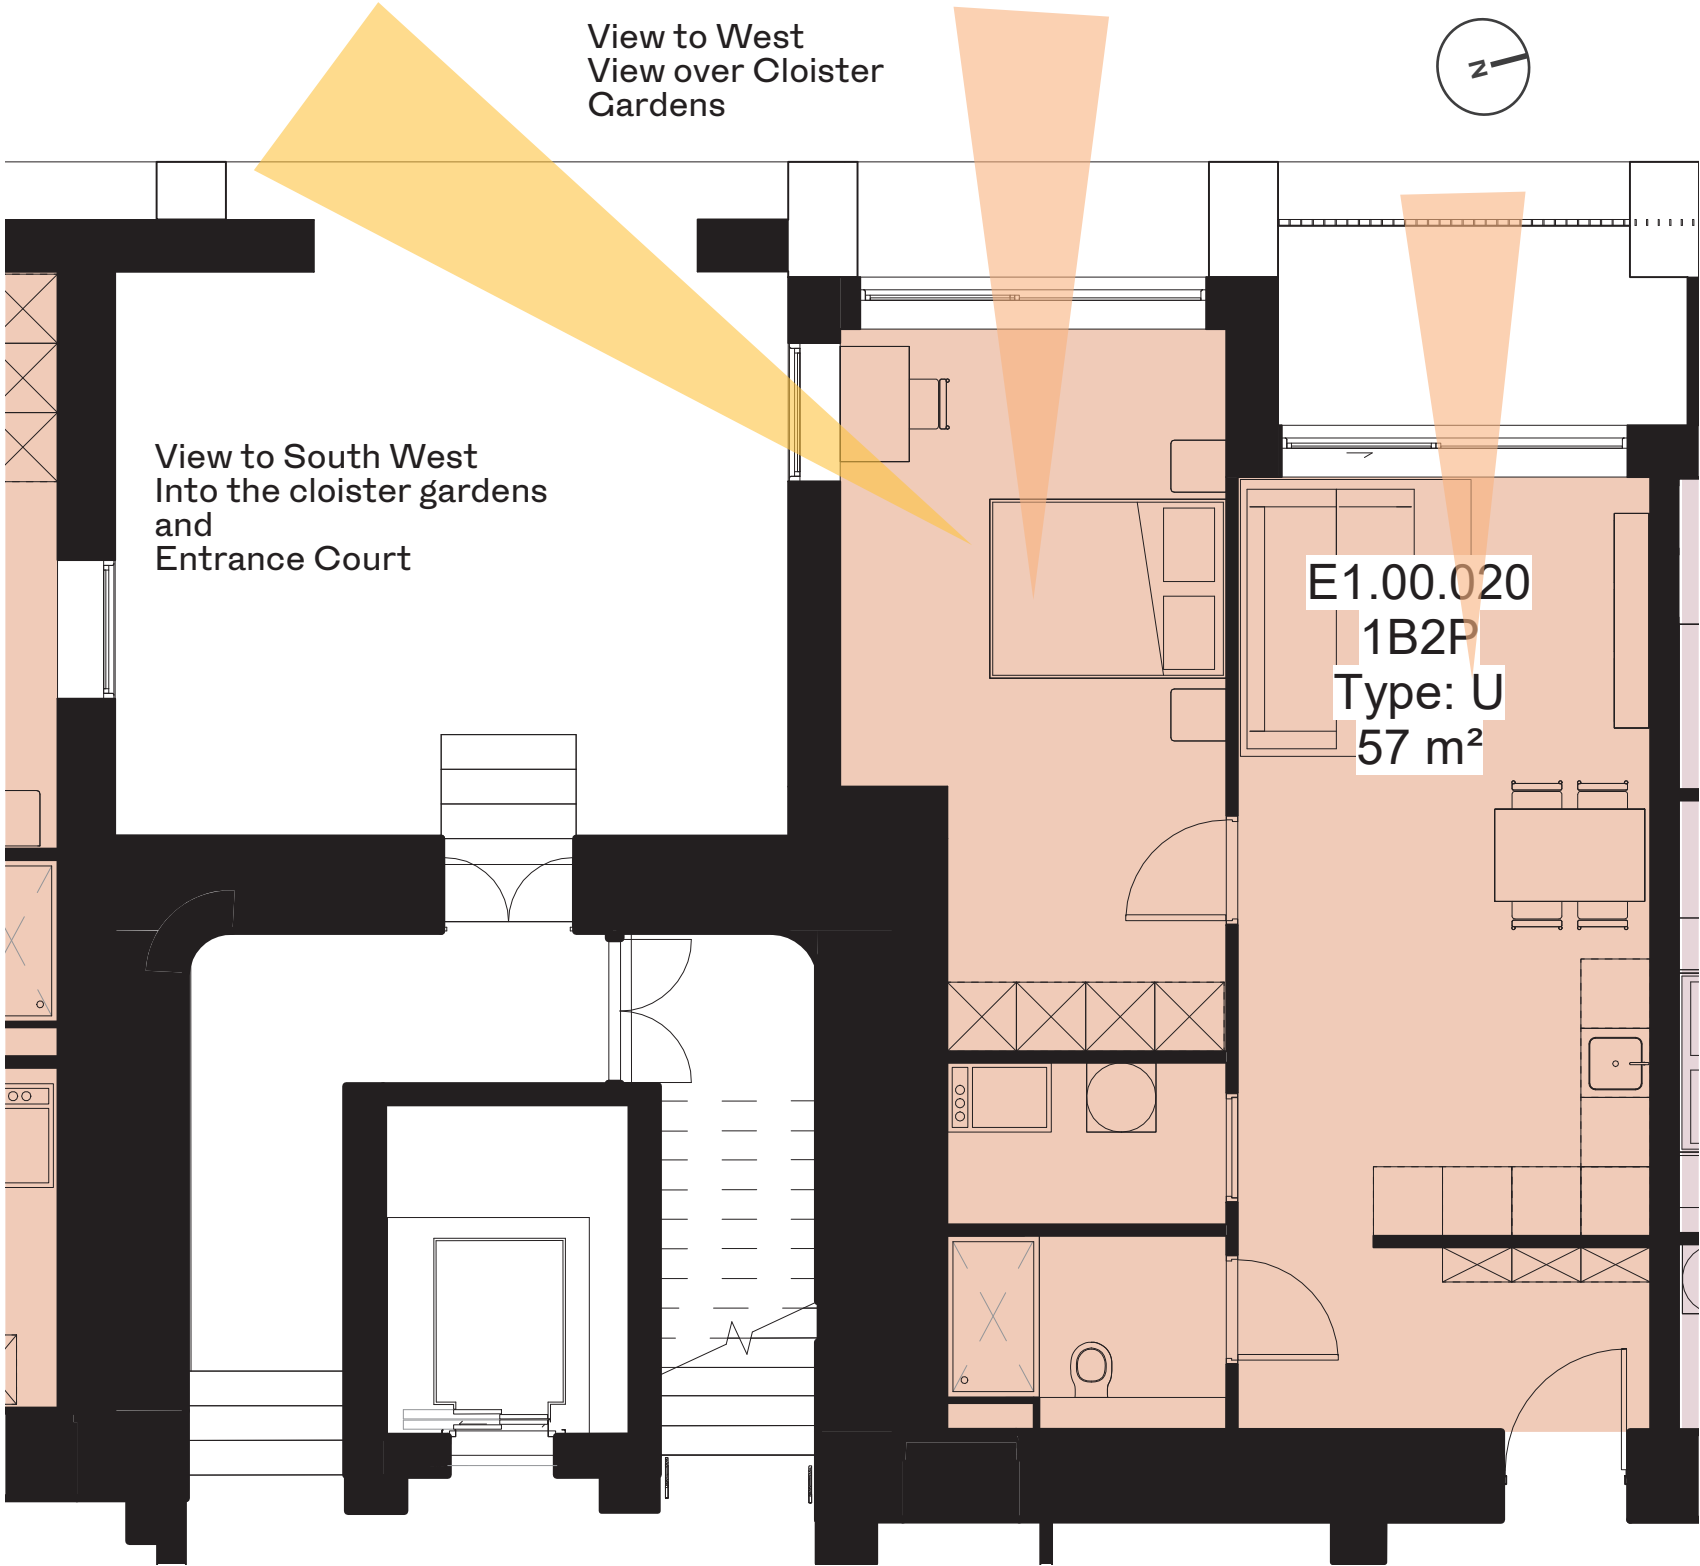 View to West
View over Cloister
Gardens
N
View to South West
Into the cloister gardens
and
Entrance Court
E1.00.020
1B2P
Type: U
57 m²